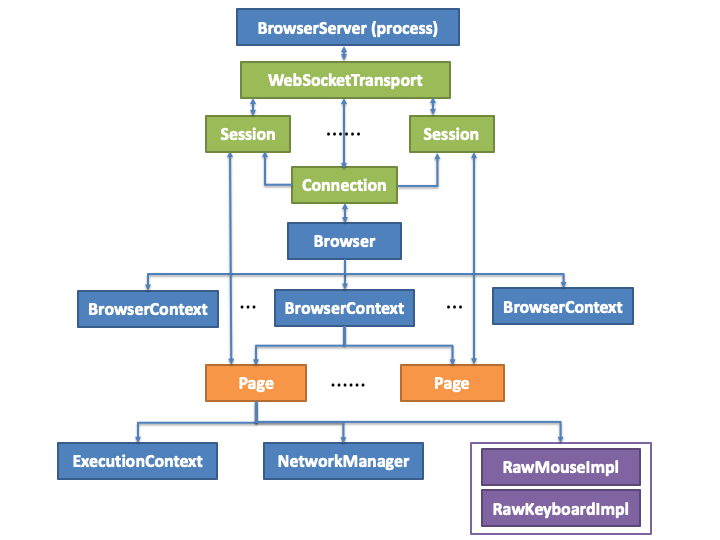 BrowserServer (process)
WebSocketTransport
Session
······
Session
Connection
Browser
BrowserContext
···
BrowserContext
···
BrowserContext
Page
······
Page
ExecutionContext
NetworkManager
RawMouseImpl
RawKeyboardImpl